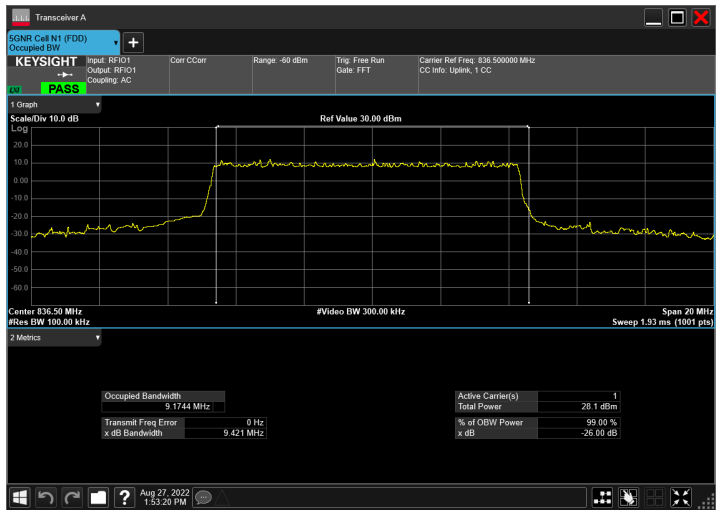 Transceiver A
5GNR Cell N1 (FDD)
Occupied BW
KEYSIGHT
LXI
PASS
Input: RFIO1
Output: RFIO1
Coupling: AC
Corr CCorr
Range: -60 dBm
Trig: Free Run
Gate: FFT
Carrier Ref Freq: 836.500000 MHz
CC Info: Uplink, 1 CC
1 Graph
Scale/Div 10.0 dB
Ref Value 30.00 dBm
Log
20.0
10.0
0.00
-10.0
-20.0
-30.0
-40.0
-50.0
-60.0
Center 836.50 MHz
#Video BW 300.00 kHz
Span 20 MHz
#Res BW 100.00 kHz
Sweep 1.93 ms (1001 pts)
2 Metrics
Occupied Bandwidth
9.1744 MHz
Active Carrier(s) 1
Total Power 28.1 dBm
Transmit Freq Error 0 Hz
x dB Bandwidth 9.421 MHz
% of OBW Power 99.00 %
x dB -26.00 dB
Aug 27, 2022
1:53:20 PM